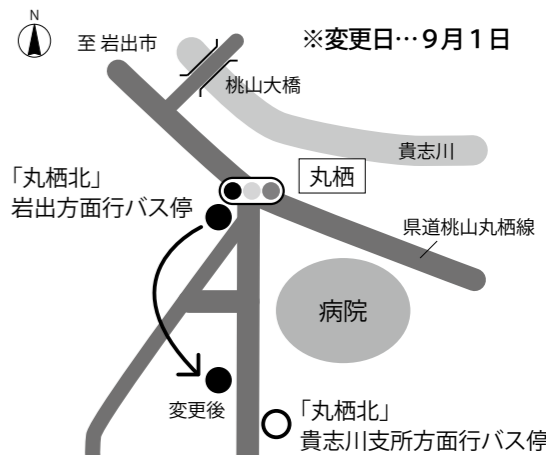 N
至 岩出市
※変更日…９月１日
桃山大橋
貴志川
「丸栖北」
岩出方面行バス停
丸栖
県道桃山丸栖線
病院
変更後
「丸栖北」
貴志川支所方面行バス停